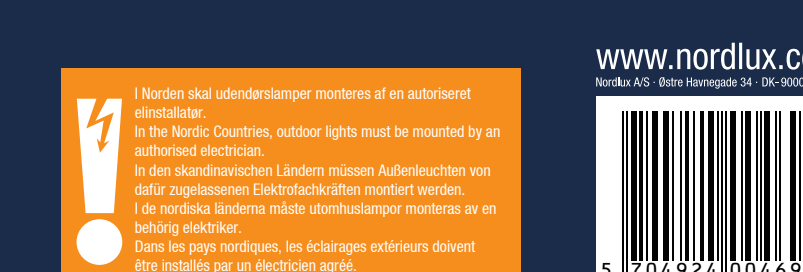 I Norden skal udendørslamper monteres af en autoriseret
elinstallatør.
In the Nordic Countries, outdoor lights must be mounted by an
authorised electrician.
In den skandinavischen Ländern müssen Außenleuchten von
dafür zugelassenen Elektrofachkräften montiert werden.
I de nordiska länderna måste utomhuslampor monteras av en
behörig elektriker.
Dans les pays nordiques, les éclairages extérieurs doivent
être installés par un électricien agréé.
www.nordlux.co
Nordlux A/S · Østre Havnegade 34 · DK-9000
5 704924 00469